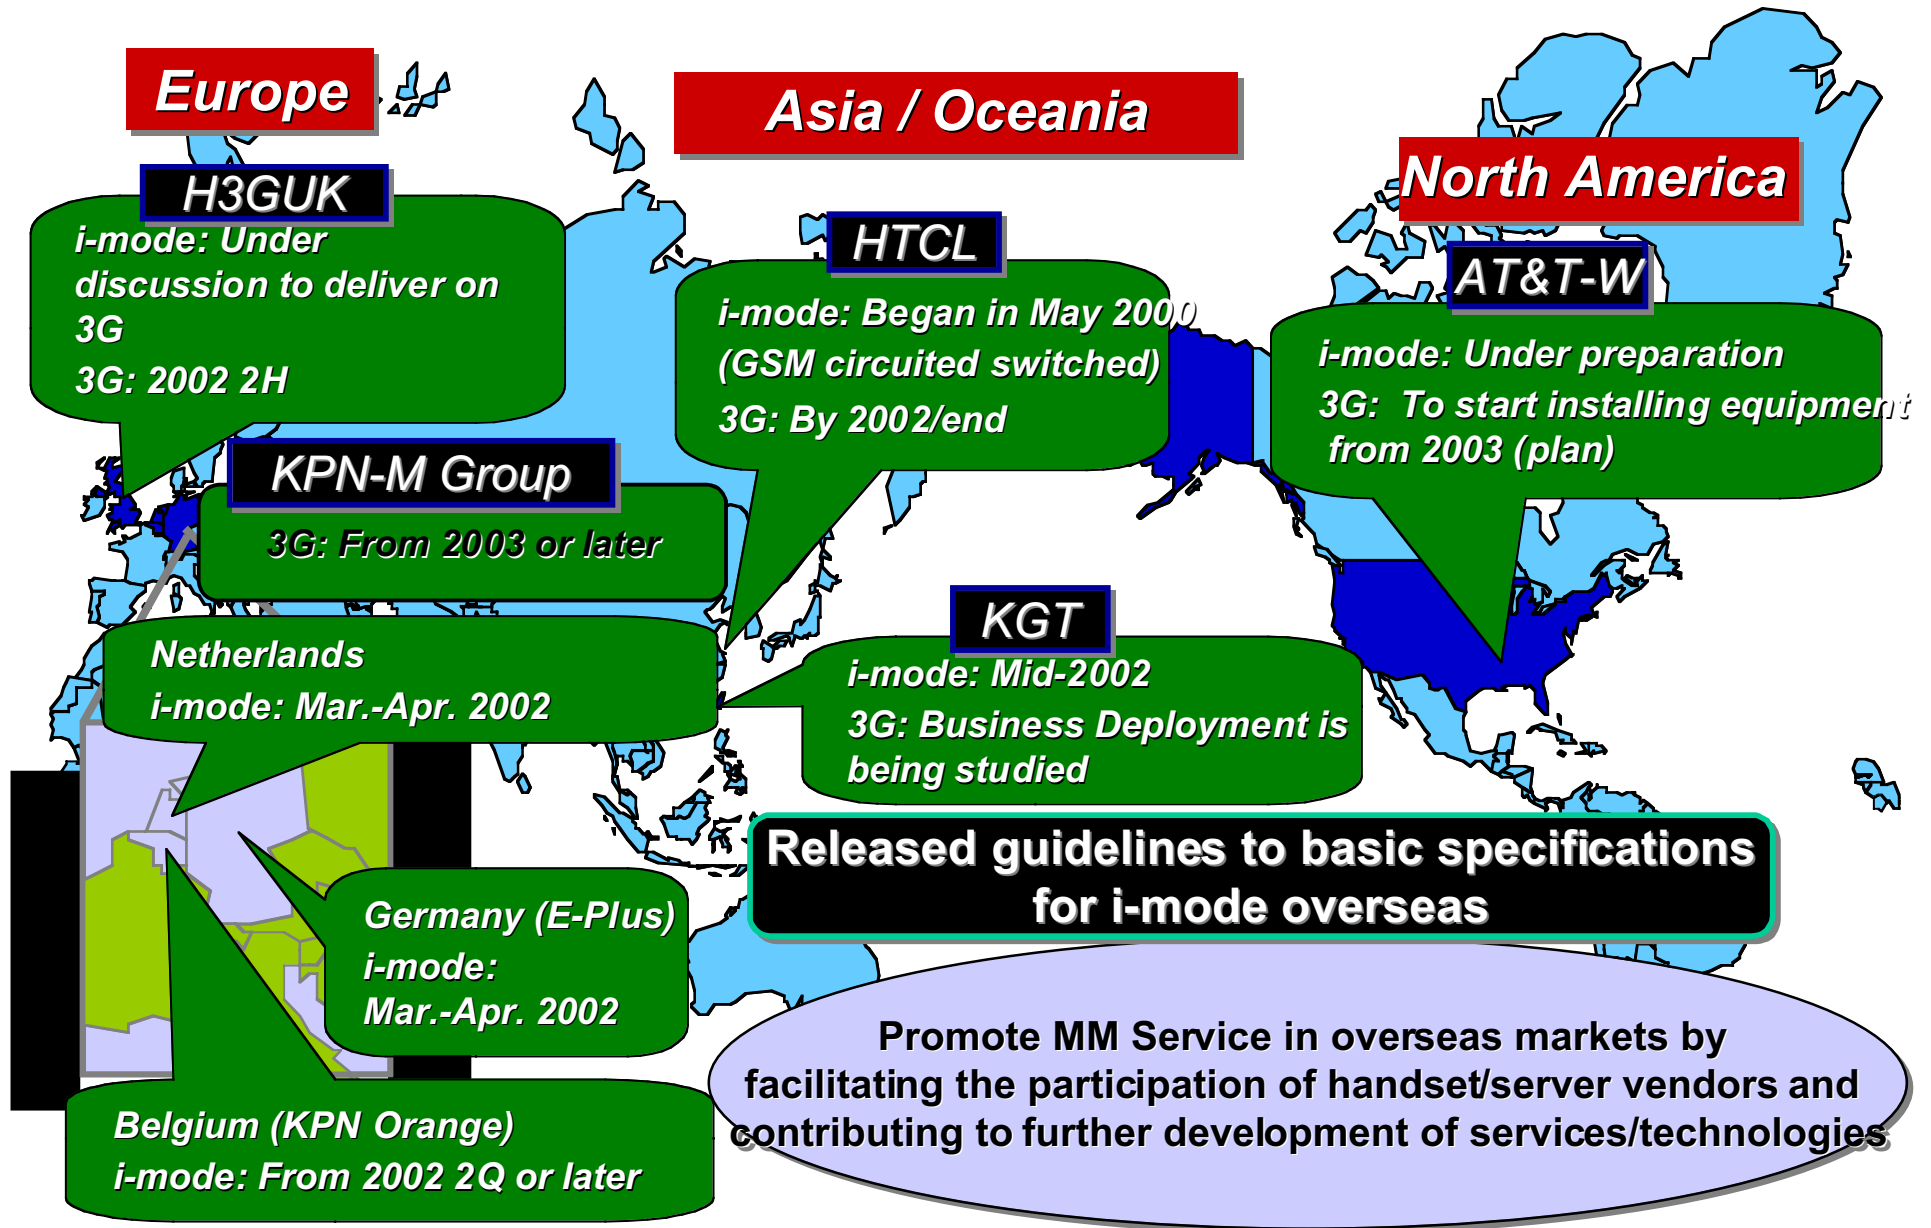 Europe
Asia / Oceania
North America
H3GUK
i-mode: Under
discussion to deliver on
3G
3G: 2002 2H
HTCL
i-mode: Began in May 2000
(GSM circuited switched)
3G: By 2002/end
AT&T-W
i-mode: Under preparation
3G:  To start installing equipment
from 2003 (plan)
KPN-M Group
3G: From 2003 or later
Netherlands
i-mode: Mar.-Apr. 2002
KGT
i-mode: Mid-2002
3G: Business Deployment is
being studied
Germany (E-Plus)
i-mode:
Mar.-Apr. 2002
Belgium (KPN Orange)
i-mode: From 2002 2Q or later
Released guidelines to basic specifications
for i-mode overseas
Promote MM Service in overseas markets by
facilitating the participation of handset/server vendors and
contributing to further development of services/technologies